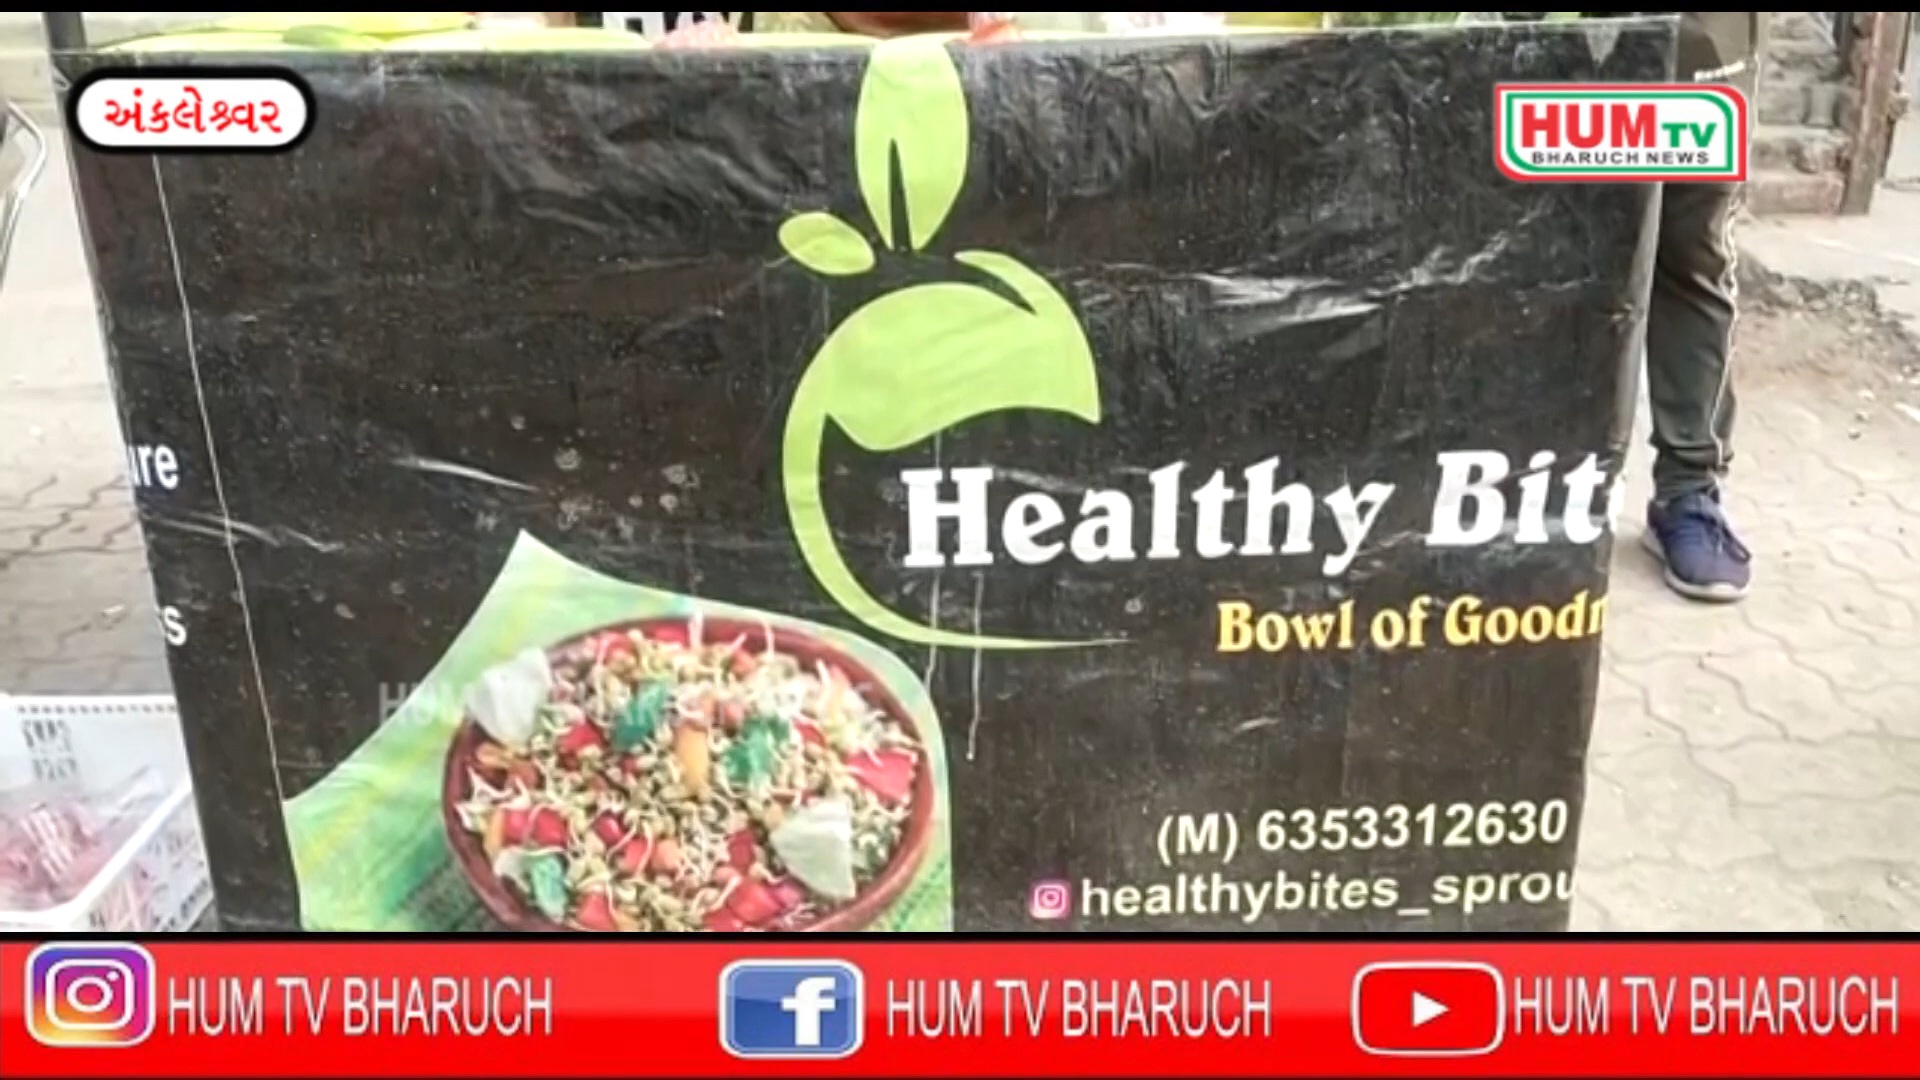 અંકલેશ્વર
HUM TV
BHARUCH NEWS
Healthy Bit
Bowl of Good
(M) 6353312630
healthybites_sprou
HUM TV BHARUCH
HUM TV BHARUCH
HUM TV BHARUCH